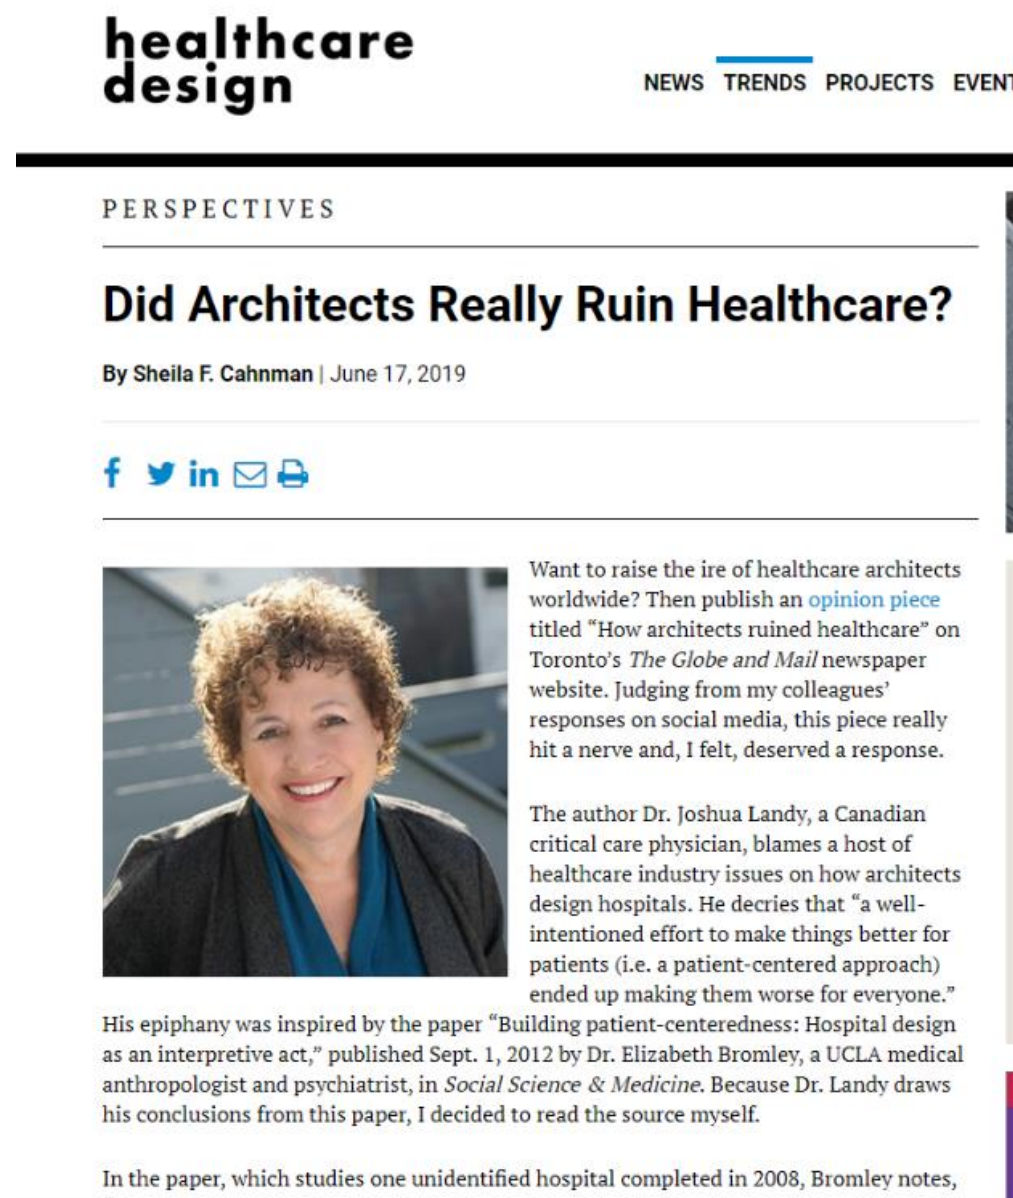 healthcare
design
NEWS TRENDS PROJECTS EVENT
PERSPECTIVES
Did Architects Really Ruin Healthcare?
By Sheila F. Cahnman | June 17, 2019
Want to raise the ire of healthcare architects
worldwide? Then publish an opinion piece
titled “How architects ruined healthcare” on
Toronto’s The Globe and Mail newspaper
website. Judging from my colleagues’
responses on social media, this piece really
hit a nerve and, I felt, deserved a response.
The author Dr. Joshua Landy, a Canadian
critical care physician, blames a host of
healthcare industry issues on how architects
design hospitals. He decries that “a well-
intentioned effort to make things better for
patients (i.e. a patient-centered approach)
ended up making them worse for everyone.”
His epiphany was inspired by the paper “Building patient-centeredness: Hospital design
as an interpretive act,” published Sept. 1, 2012 by Dr. Elizabeth Bromley, a UCLA medical
anthropologist and psychiatrist, in Social Science & Medicine. Because Dr. Landy draws
his conclusions from this paper, I decided to read the source myself.
In the paper, which studies one unidentified hospital completed in 2008, Bromley notes,